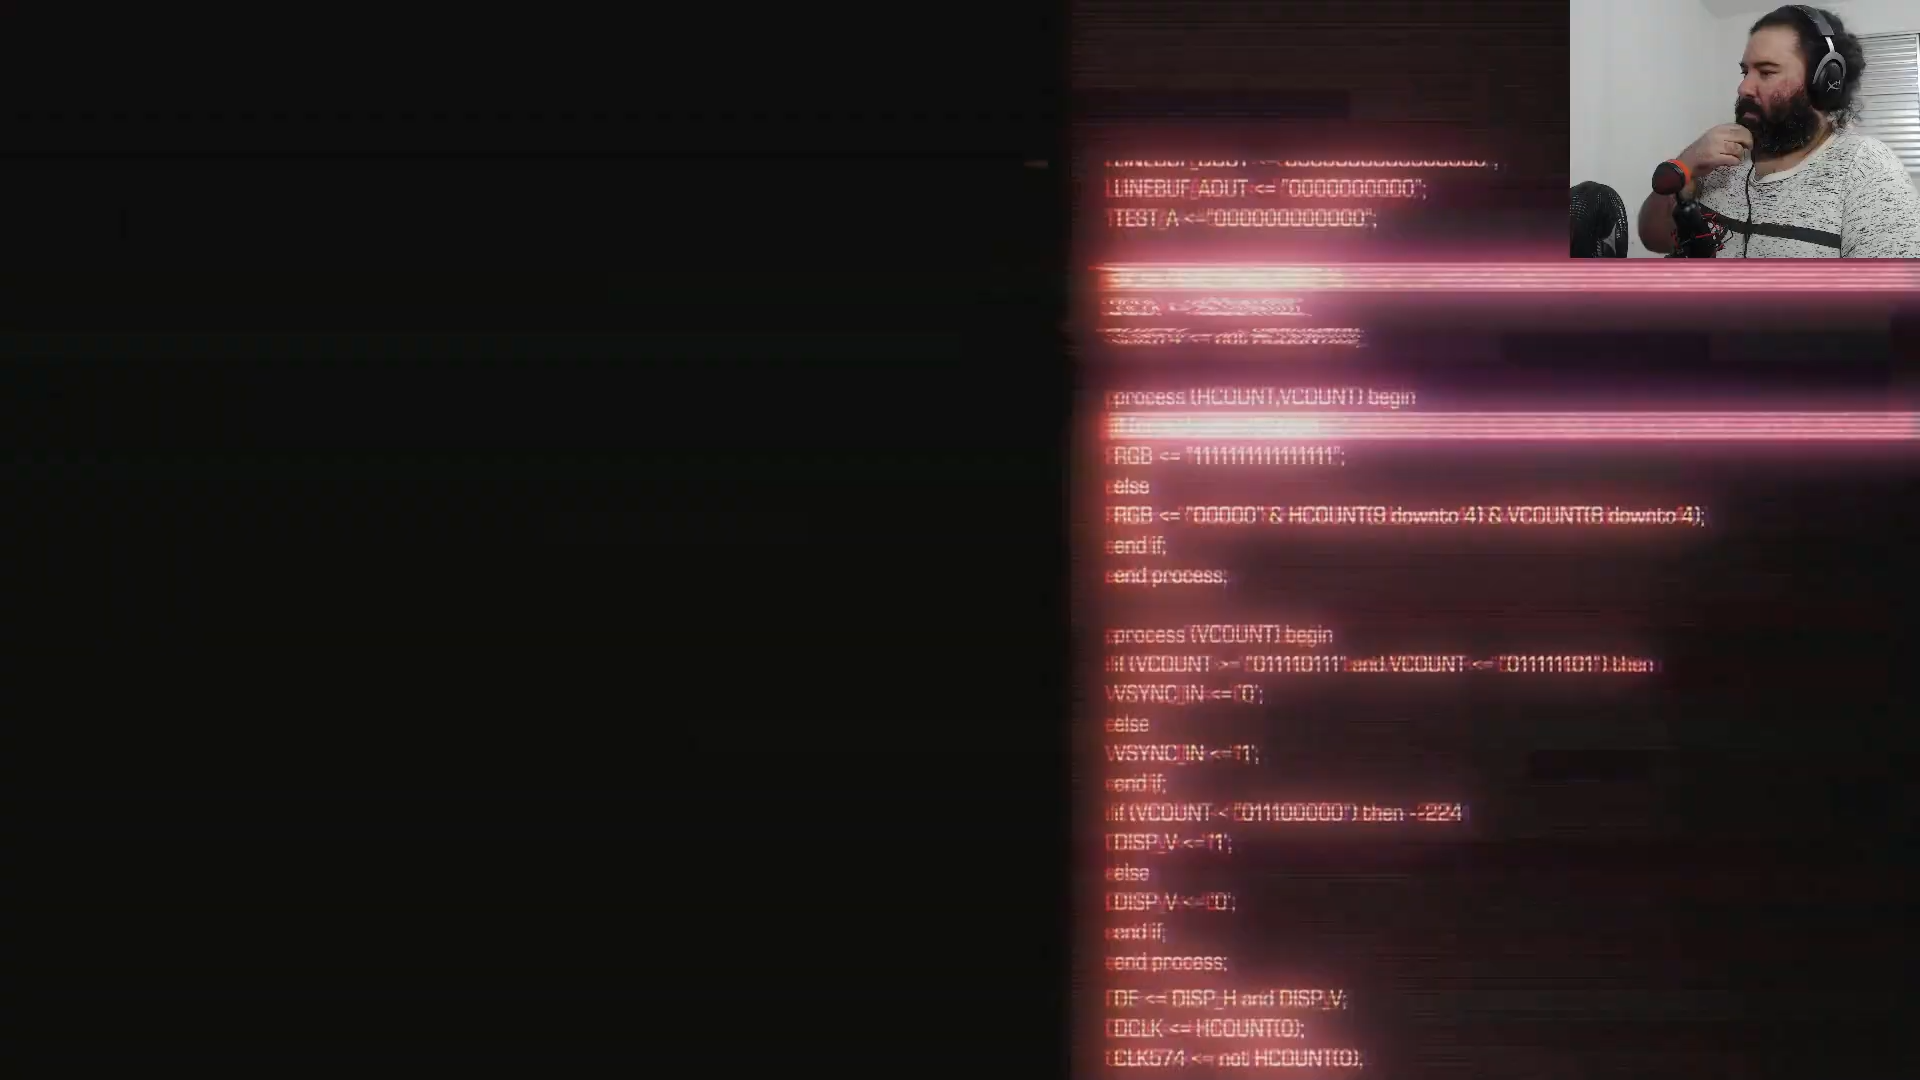 LINEBUF_AOUT <= "0000000000";
TEST_A <= "000000000000";
process (HCOUNT,VCOUNT) begin
RGB <= "1111111111111111";
else
RGB <= "00000" & HCOUNT(9 downto 4) & VCOUNT(8 downto 4);
end if;
end process;
process (VCOUNT) begin
if (VCOUNT >= "011110111" and VCOUNT <= "011111101") then
VSYNC_IN <= '0';
else
VSYNC_IN <= '1';
end if;
if (VCOUNT < "011100000") then --224
DISP_V <= '1';
else
DISP_V <= '0';
end if;
end process;
DE <= DISP_H and DISP_V;
DCLK <= HCOUNT(0);
CLK574 <= not HCOUNT(0);